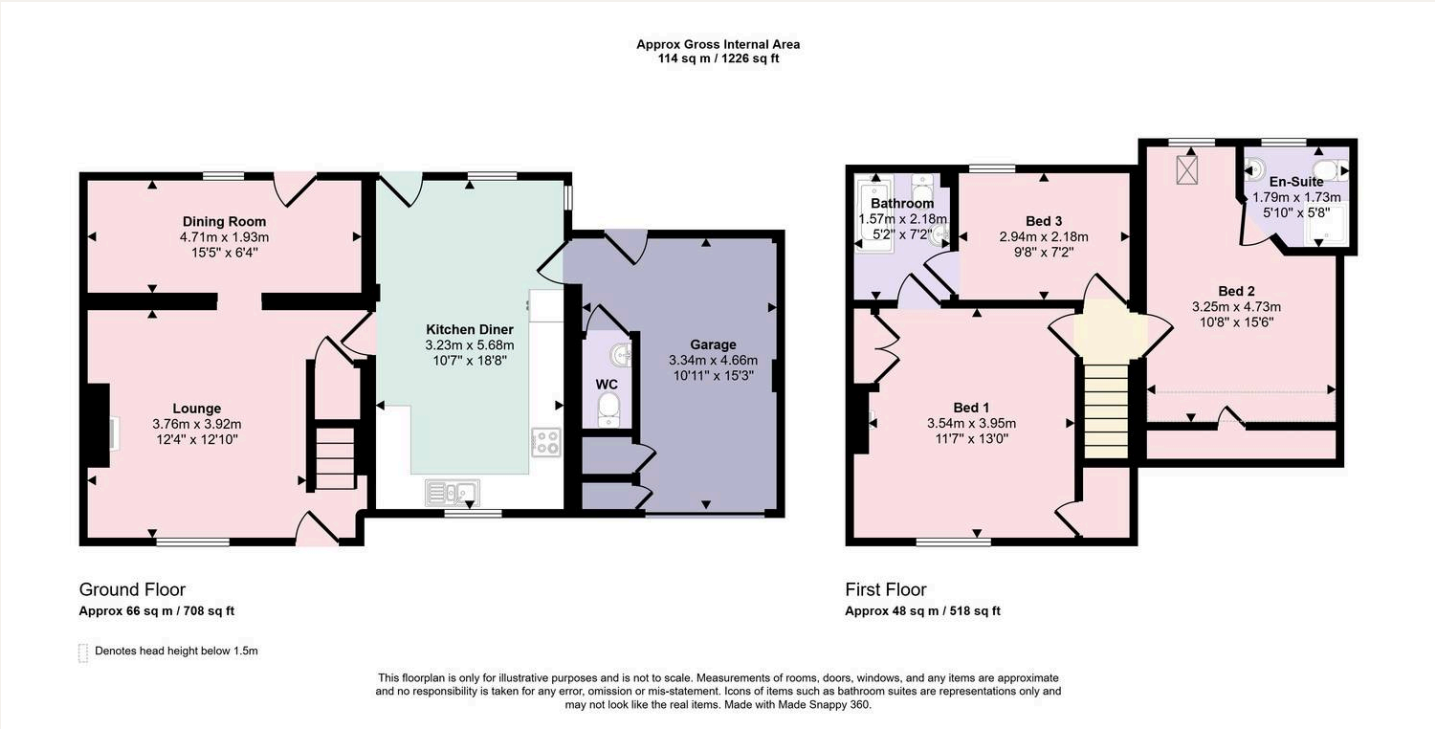 Approx Gross Internal Area
114 sq m / 1226 sq ft
Dining Room
4.71m x 1.93m
15'5" x 6'4"
Lounge
3.76m x 3.92m
12'4" x 12'10"
Kitchen Diner
3.23m x 5.68m
10'7" x 18'8"
WC
Garage
3.34m x 4.66m
10'11" x 15'3"
Bathroom
1.57m x 2.18m
5'2" x 7'2"
Bed 3
2.94m x 2.18m
9'8" x 7'2"
En-Suite
1.79m x 1.73m
5'10" x 5'8"
Bed 2
3.25m x 4.73m
10'8" x 15'6"
Bed 1
3.54m x 3.95m
11'7" x 13'0"
Ground Floor
Approx 66 sq m / 708 sq ft
First Floor
Approx 48 sq m / 518 sq ft
Denotes head height below 1.5m
This floorplan is only for illustrative purposes and is not to scale. Measurements of rooms, doors, windows, and any items are approximate
and no responsibility is taken for any error, omission or mis-statement. Icons of items such as bathroom suites are representations only and
may not look like the real items. Made with Made Snappy 360.